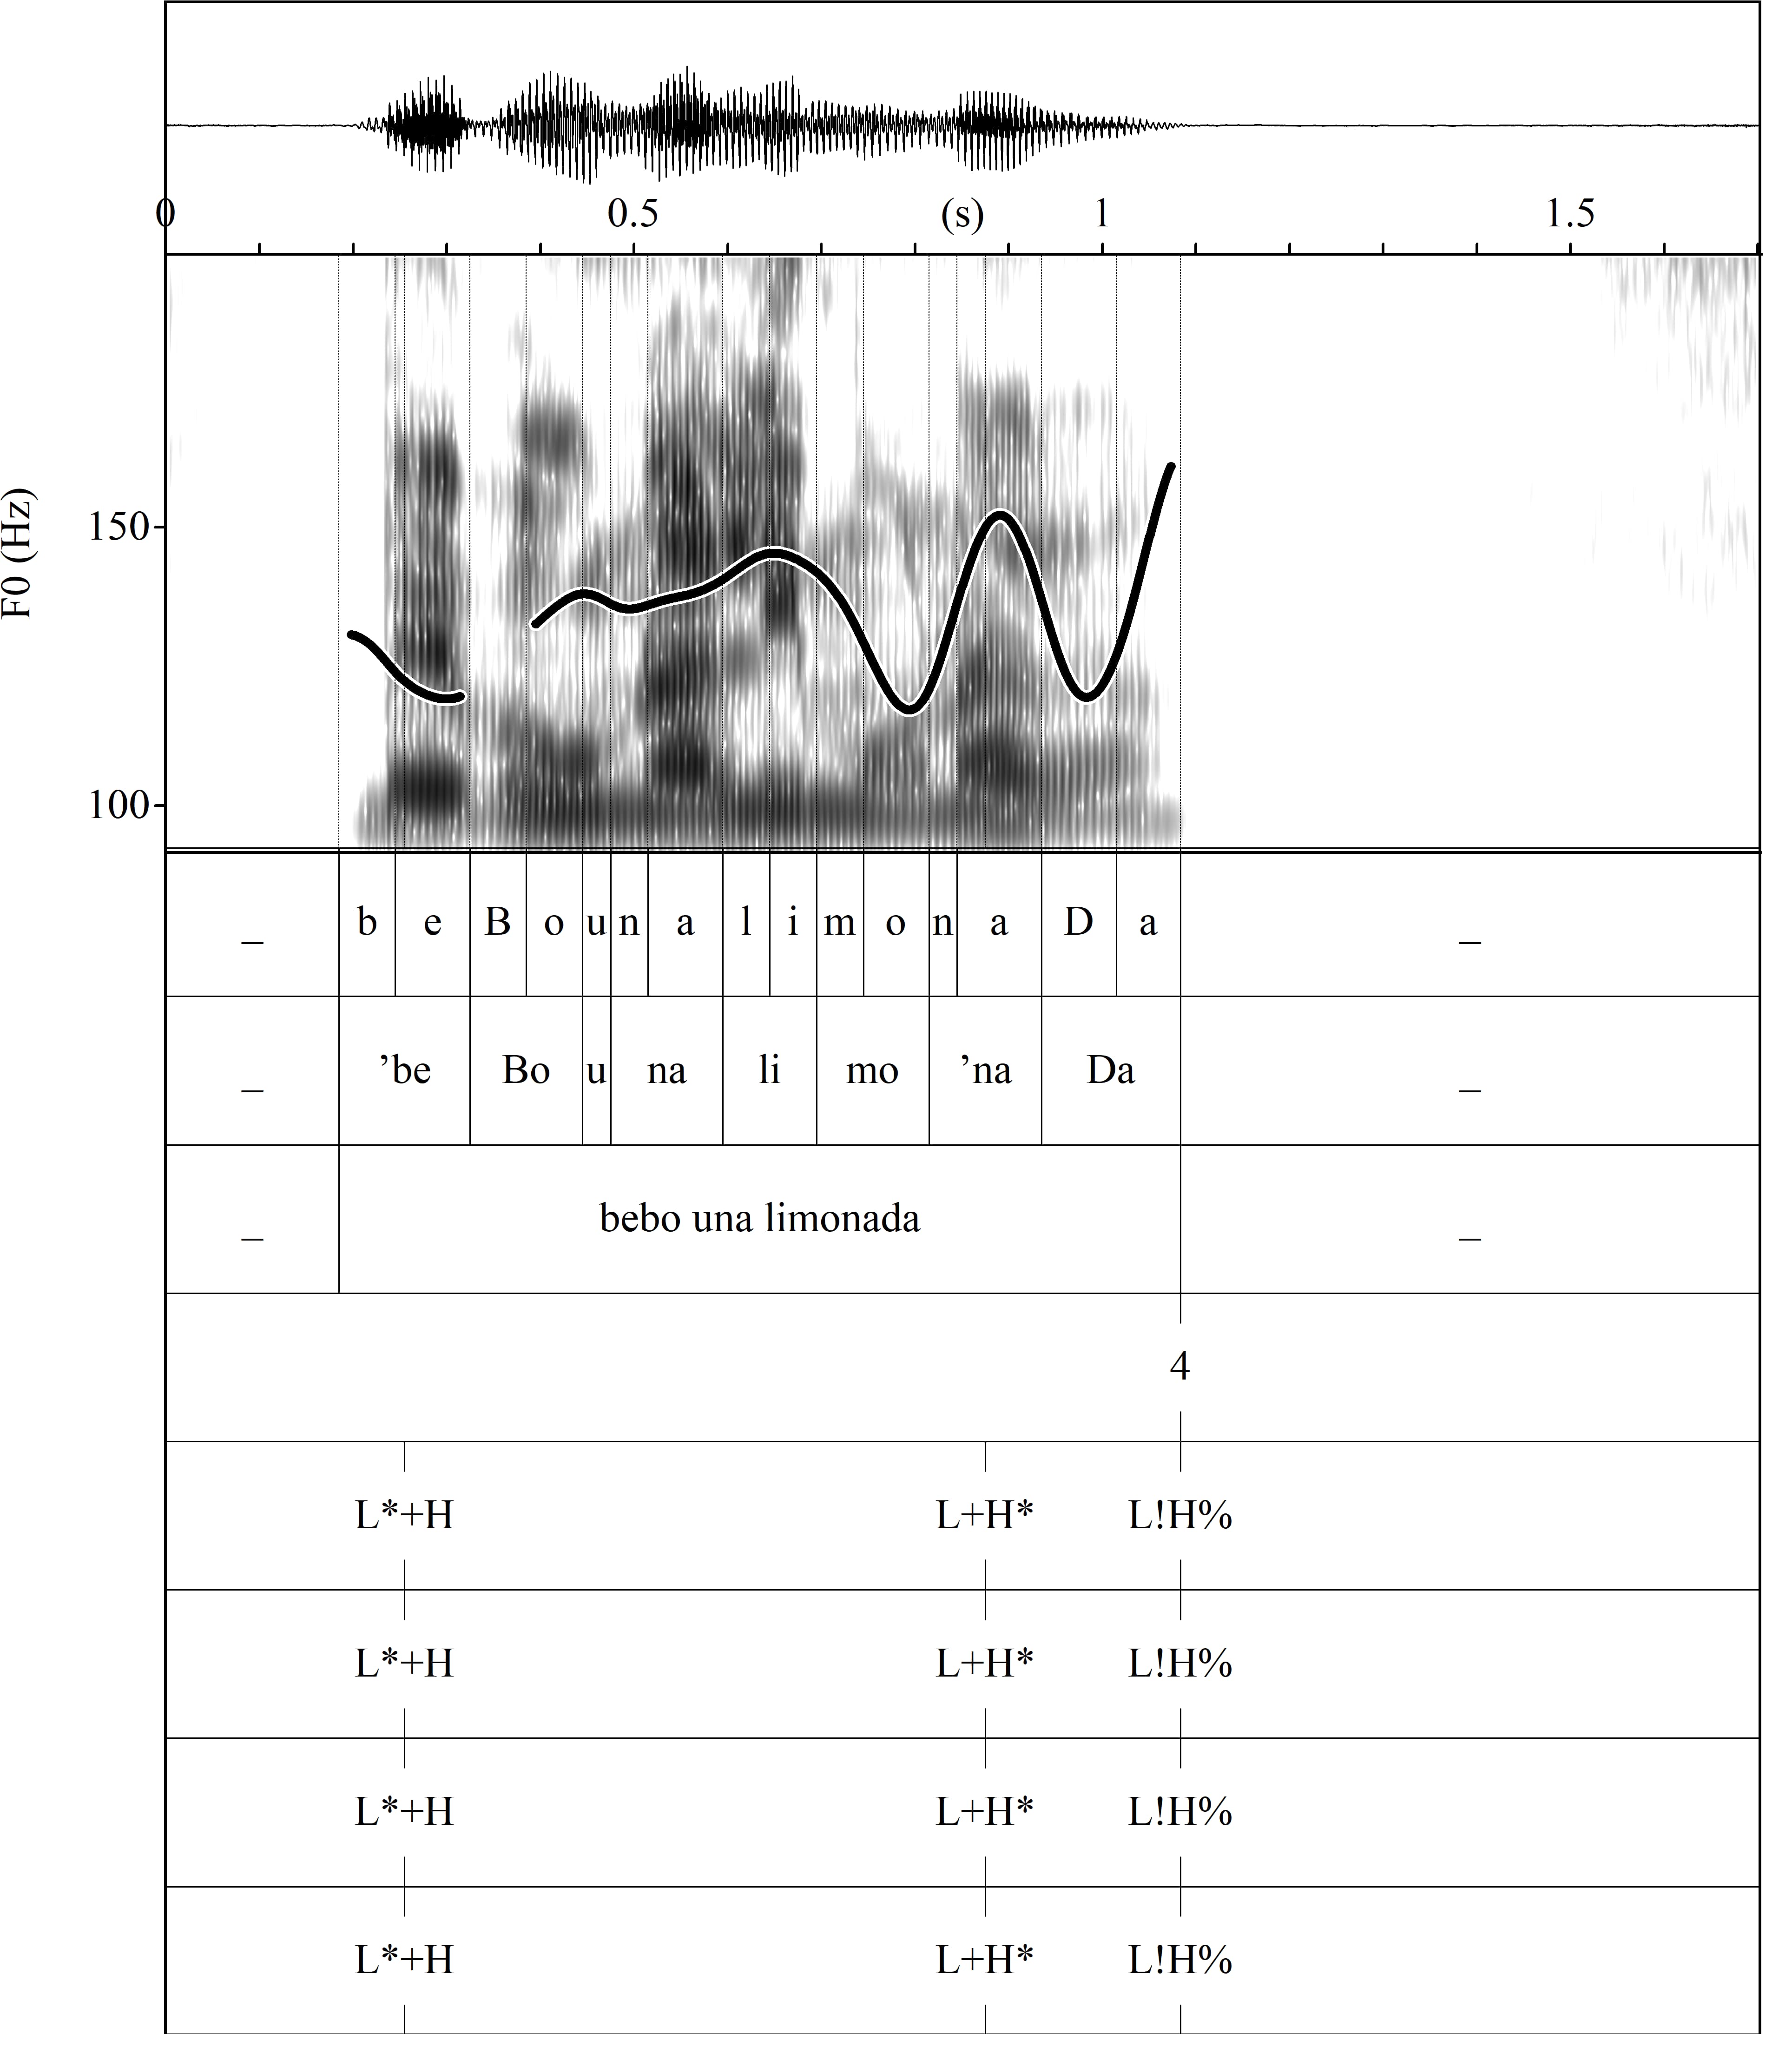 0 0.5 (s) 1 1.5
F0 (Hz)
150
100
_ b e B o u n a l i m o n a D a _
_ ’be Bo u na li mo ’na Da _
_ bebo una limonada _
4
L*+H L+H* L!H%
L*+H L+H* L!H%
L*+H L+H* L!H%
L*+H L+H* L!H%